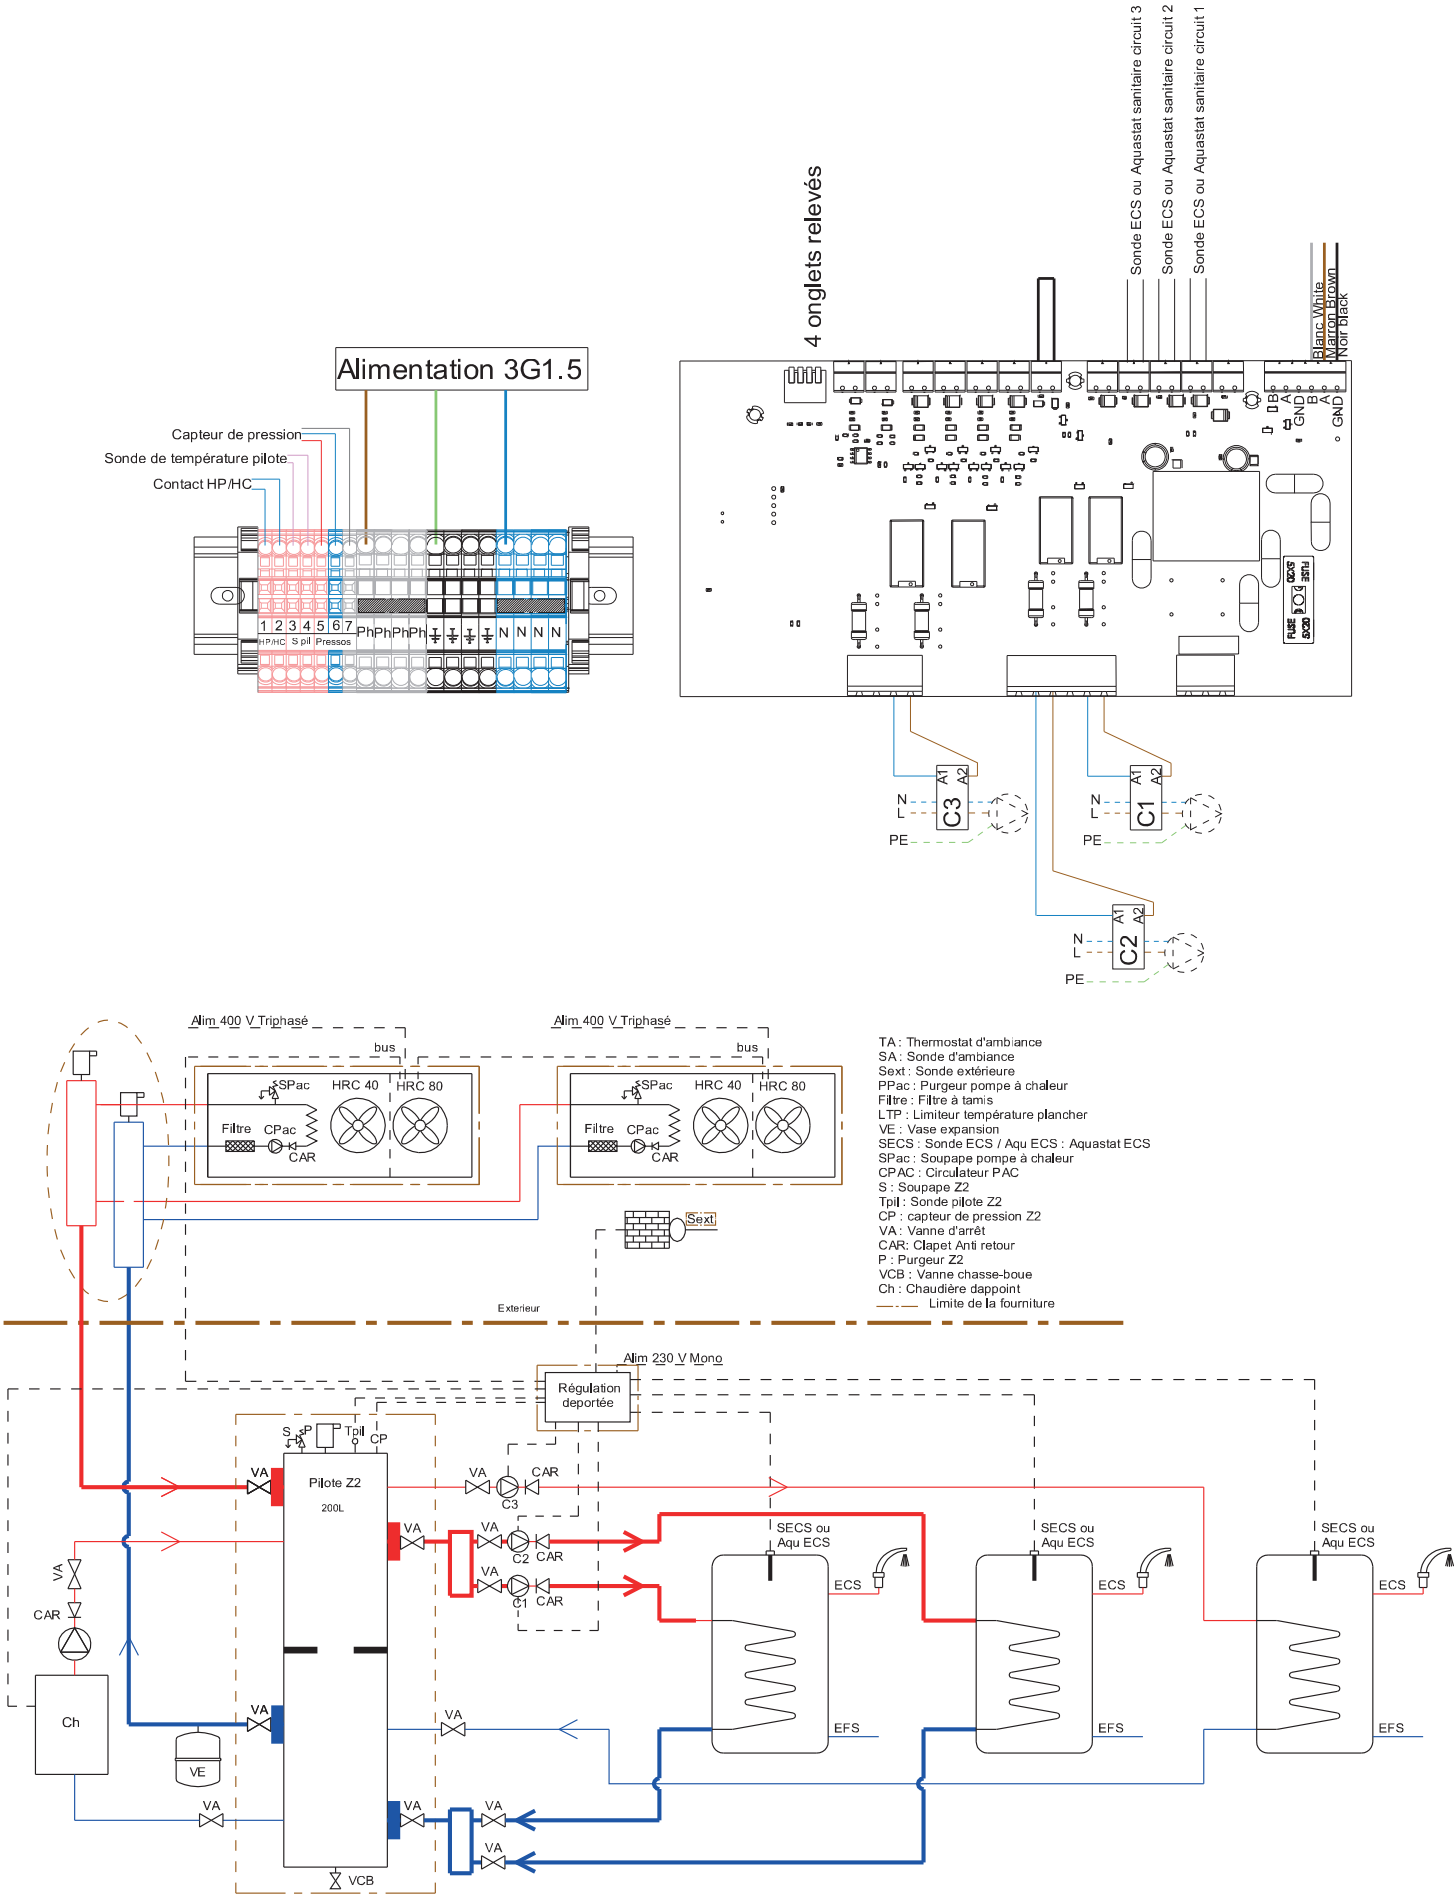 Sonde ECS ou Aquastat sanitaire circuit 3
Sonde ECS ou Aquastat sanitaire circuit 2
Sonde ECS ou Aquastat sanitaire circuit 1
4 onglets relevés
Blanc White
Marron Brown
Noir black
B
A
GND
B
A
GND
FUSE
5X20
FUSE
5X20
Alimentation 3G1.5
Capteur de pression
Sonde de température pilote
Contact HP/HC
1 2 3 4 5 6 7 Ph Ph Ph Ph N N N N
HP/HC S pil Pressos
A1 A2
C3
N
L
PE
A1 A2
C1
N
L
PE
A1 A2
C2
N
L
PE
Alim 400 V Triphasé
bus
SPac HRC 40 HRC 80
Filtre CPac
CAR
Alim 400 V Triphasé
bus
SPac HRC 40 HRC 80
Filtre CPac
CAR
Sext
TA : Thermostat d'ambiance
SA : Sonde d'ambiance
Sext : Sonde extérieure
PPac : Purgeur pompe à chaleur
Filtre : Filtre à tamis
LTP : Limiteur température plancher
VE : Vase expansion
SECS : Sonde ECS / Aqu ECS : Aquastat ECS
SPac : Soupape pompe à chaleur
CPAC : Circulateur PAC
S : Soupape Z2
Tpil : Sonde pilote Z2
CP : capteur de pression Z2
VA : Vanne d'arrêt
CAR: Clapet Anti retour
P : Purgeur Z2
VCB : Vanne chasse-boue
Ch : Chaudière dappoint
Limite de la fourniture
Exterieur
Alim 230 V Mono
Régulation
deportée
S P Tpil CP
VA
Pilote Z2
200L
VA CAR
C3
VA
VA
C2 CAR
VA
C1 CAR
SECS ou
Aqu ECS
SECS ou
Aqu ECS
SECS ou
Aqu ECS
ECS
ECS
ECS
VA
CAR
Ch
VA
VE
VA
EFS
EFS
EFS
VA
VA
VA
VA
VCB